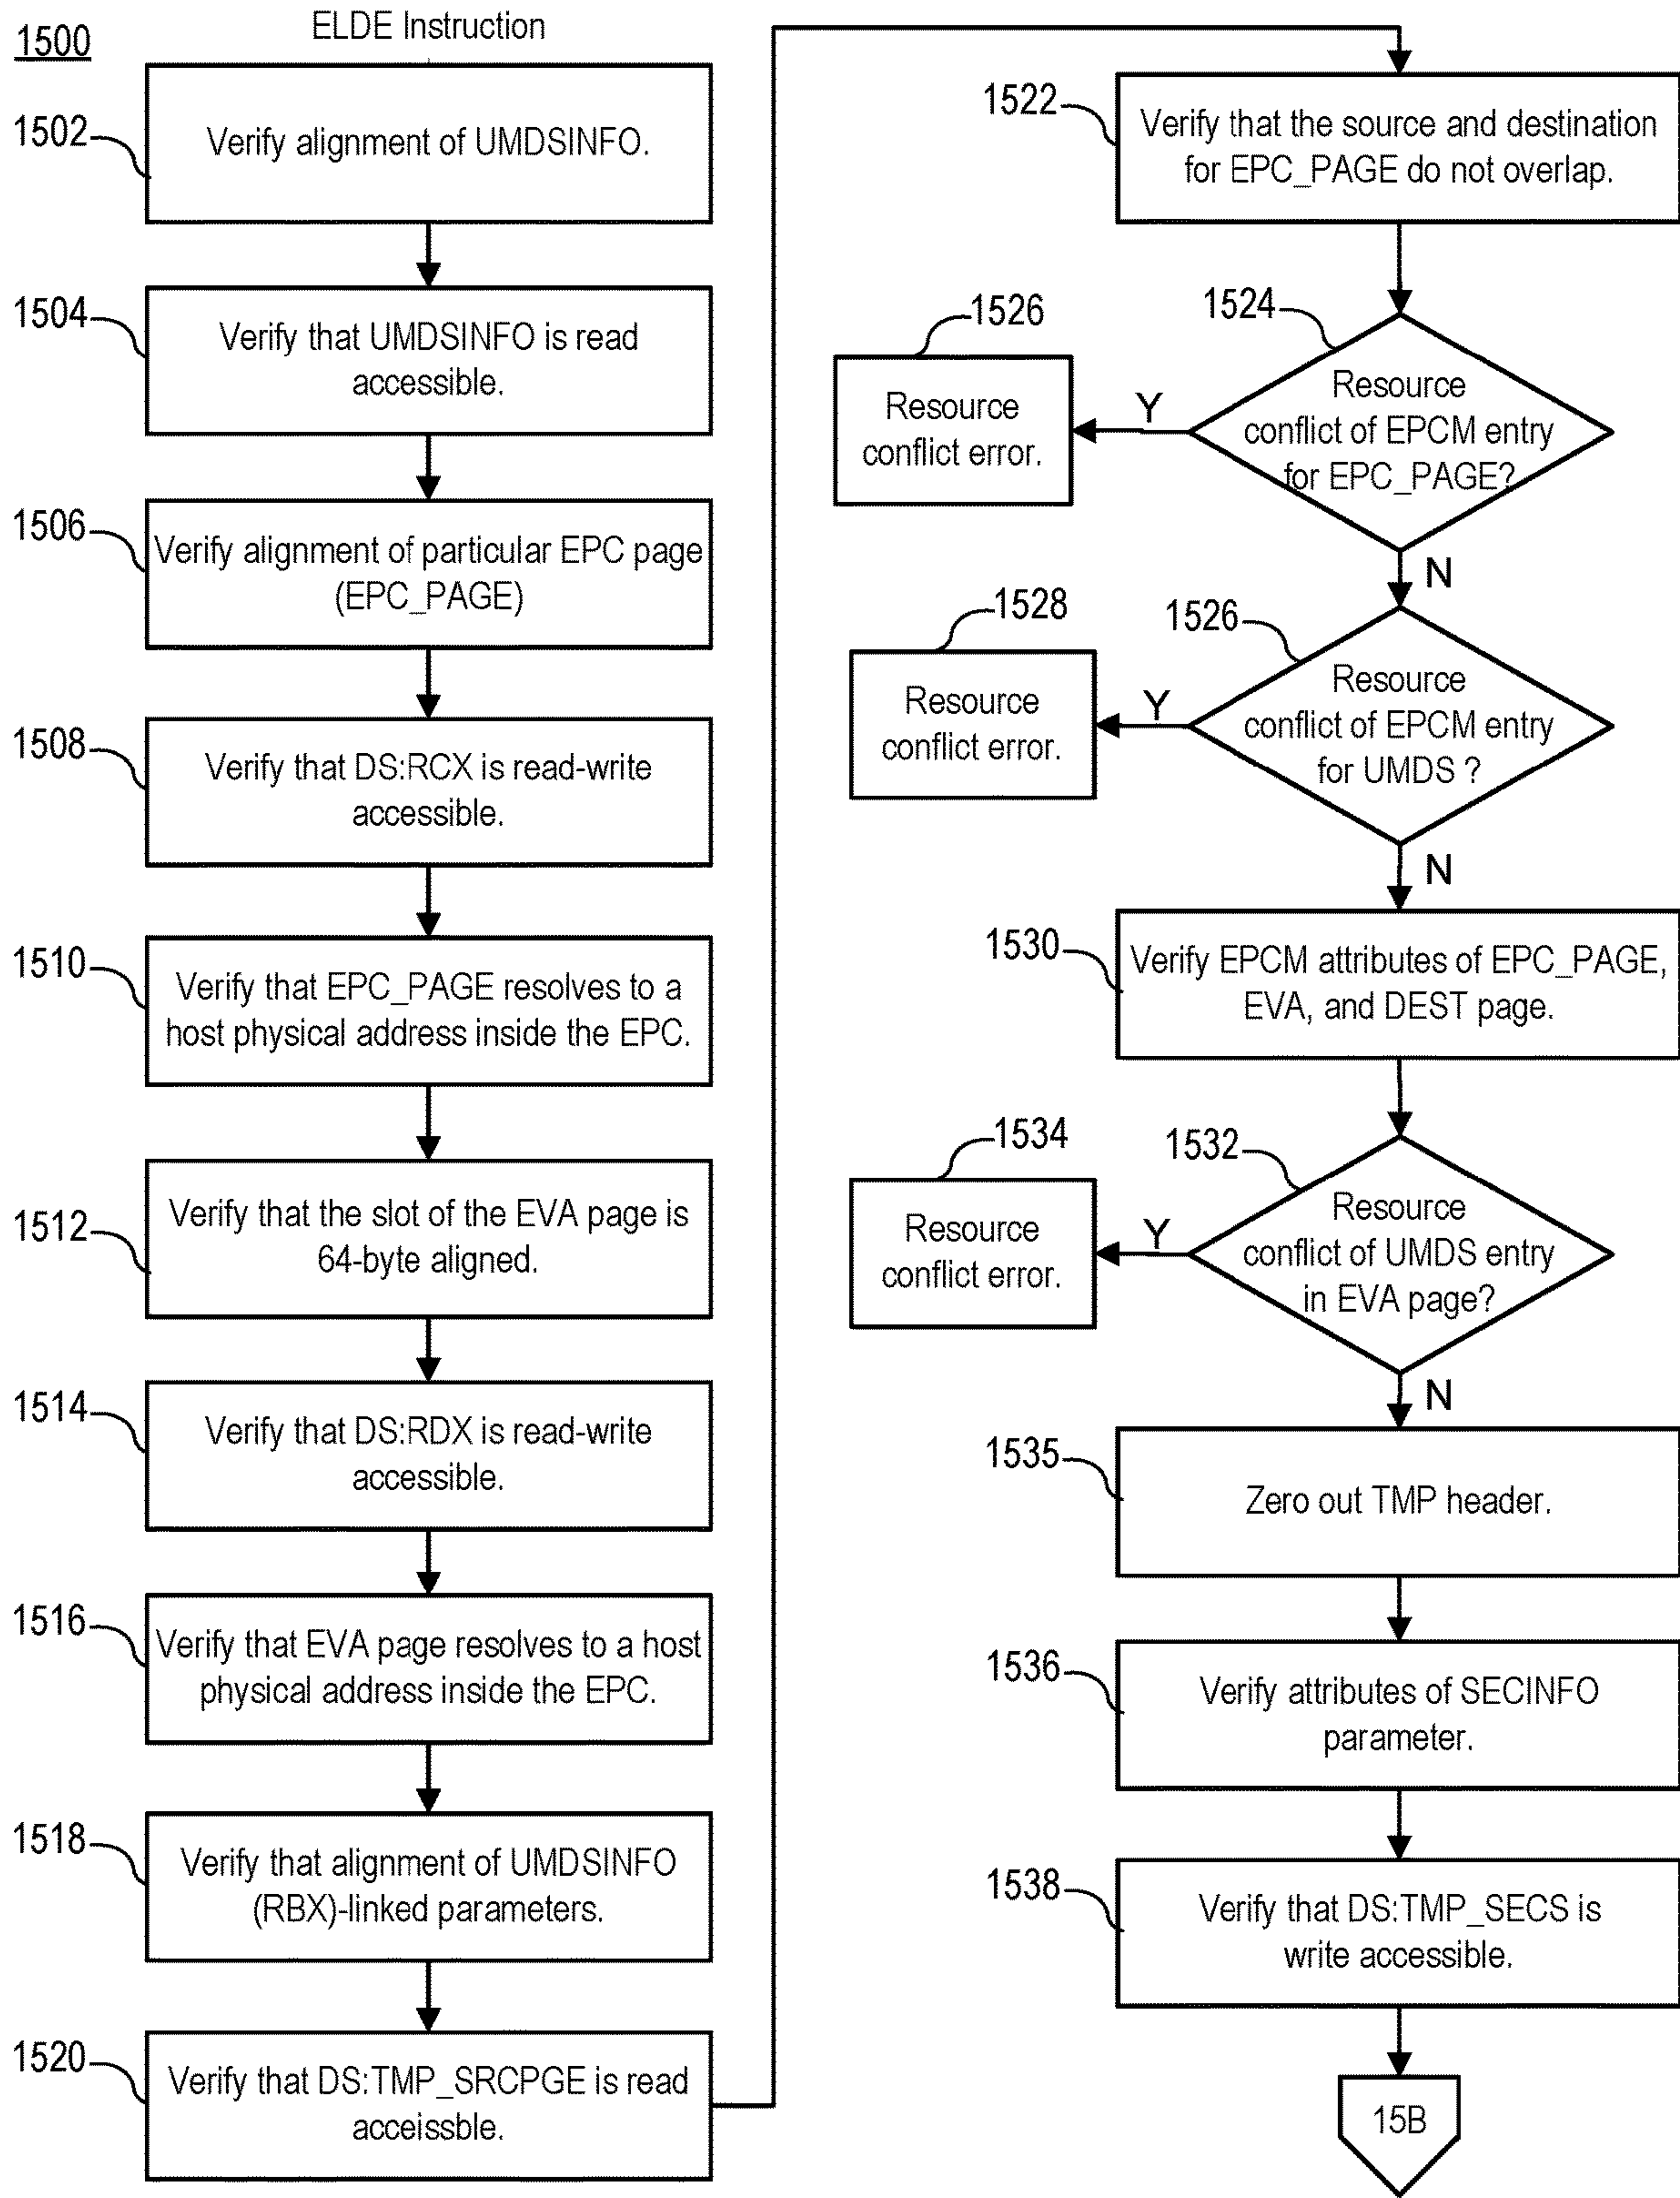 1500
ELDE Instruction
1502
Verify alignment of UMDSINFO.
1504
Verify that UMDSINFO is read
accessible.
1506
Verify alignment of particular EPC page
(EPC_PAGE)
1508
Verify that DS:RCX is read-write
accessible.
1510
Verify that EPC_PAGE resolves to a
host physical address inside the EPC.
1512
Verify that the slot of the EVA page is
64-byte aligned.
1514
Verify that DS:RDX is read-write
accessible.
1516
Verify that EVA page resolves to a host
physical address inside the EPC.
1518
Verify that alignment of UMDSINFO
(RBX)-linked parameters.
1520
Verify that DS:TMP_SRCPGE is read
acceissble.
1522
Verify that the source and destination
for EPC_PAGE do not overlap.
1524
Resource
conflict of EPCM entry
for EPC_PAGE?
Y
1526
Resource
conflict error.
N
1526
Resource
conflict of EPCM entry
for UMDS ?
Y
1528
Resource
conflict error.
N
1530
Verify EPCM attributes of EPC_PAGE,
EVA, and DEST page.
1532
Resource
conflict of UMDS entry
in EVA page?
Y
1534
Resource
conflict error.
N
1535
Zero out TMP header.
1536
Verify attributes of SECINFO
parameter.
1538
Verify that DS:TMP_SECS is
write accessible.
15B